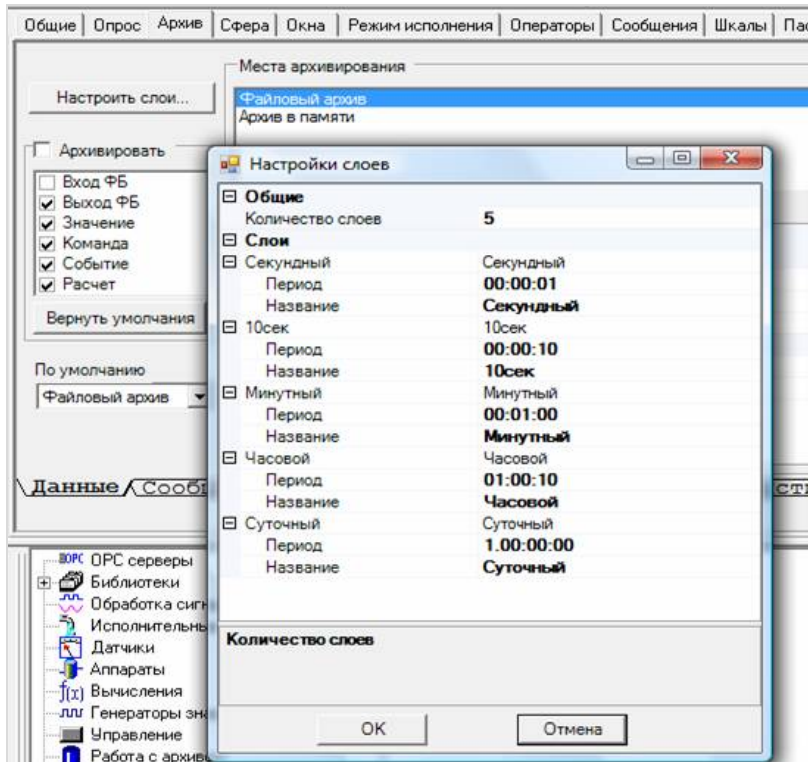 Общие Опрос Архив Сфера Окна Режим исполнения Операторы Сообщения Шкалы
Места архивирования
Настроить слои...
Файловый архив
Архив в памяти
Архивировать
Вход ФБ
Выход ФБ
Значение
Команда
Событие
Расчет
Вернуть умолчания
По умолчанию
Файловый архив
Данные
Настройки слоев
Общие
Количество слоев 5
Слои
Секундный Секундный
Период 00:00:01
Название Секундный
10сек 10сек
Период 00:00:10
Название 10сек
Минутный Минутный
Период 00:01:00
Название Минутный
Часовой Часовой
Период 01:00:10
Название Часовой
Суточный Суточный
Период 1.00:00:00
Название Суточный
Количество слоев
OK Отмена
OPC OPC серверы
Библиотеки
Обработка
Датчики
Аппараты
f(x) Вычисления
Генераторы
Управление
Работа с